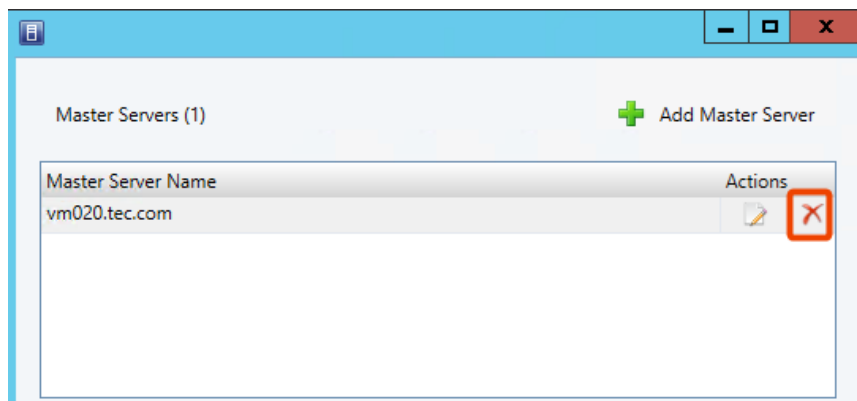 Master Servers (1)
Add Master Server
Master Server Name
Actions
vm020.tec.com